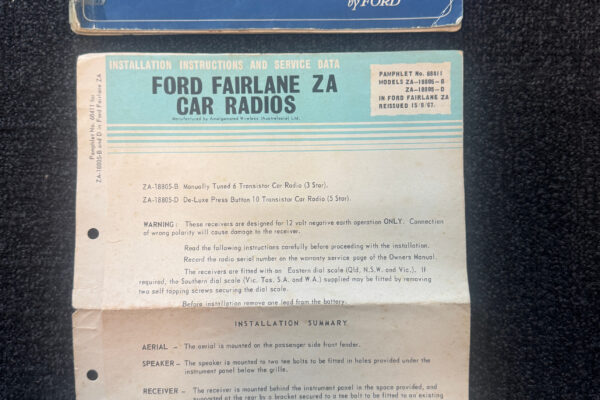 by FORD
INSTALLATION INSTRUCTIONS AND SERVICE DATA
FORD FAIRLANE ZA
CAR RADIOS
Manufactured by Amalgamated Wireless (Australasia) Ltd.
PAMPHLET No. 66611
MODELS ZA-18805-B
ZA-18805-D
IN FORD FAIRLANE ZA
REISSUED 15/8/67.
Pamphlet No. 66611 for
ZA-18805-B and D in Ford Fairlane ZA
ZA-18805-B Manually Tuned 6 Transistor Car Radio (3 Star).
ZA-18805-D De-Luxe Press Button 10 Transistor Car Radio (5 Star).
WARNING: These receivers are designed for 12 volt negative earth operation ONLY. Connection
of wrong polarity will cause damage to the receiver.
Read the following instructions carefully before proceeding with the installation.
Record the radio serial number on the warranty service page of the Owners Manual.
The receivers are fitted with an Eastern dial scale (Qld, N.S.W. and Vic.). If
required, the Southern dial scale (Vic. Tas. S.A. and W.A.) supplied may be fitted by removing
two self tapping screws securing the dial scale.
Before installation remove one lead from the battery.
INSTALLATION SUMMARY
AERIAL – The aerial is mounted on the passenger side front fender.
SPEAKER – The speaker is mounted to two tee bolts to be fitted in holes provided under the
instrument panel below the grille.
RECEIVER – The receiver is mounted behind the instrument panel in the space provided, and
supported at the rear by a bracket secured to a tee bolt to be fitted to an existing